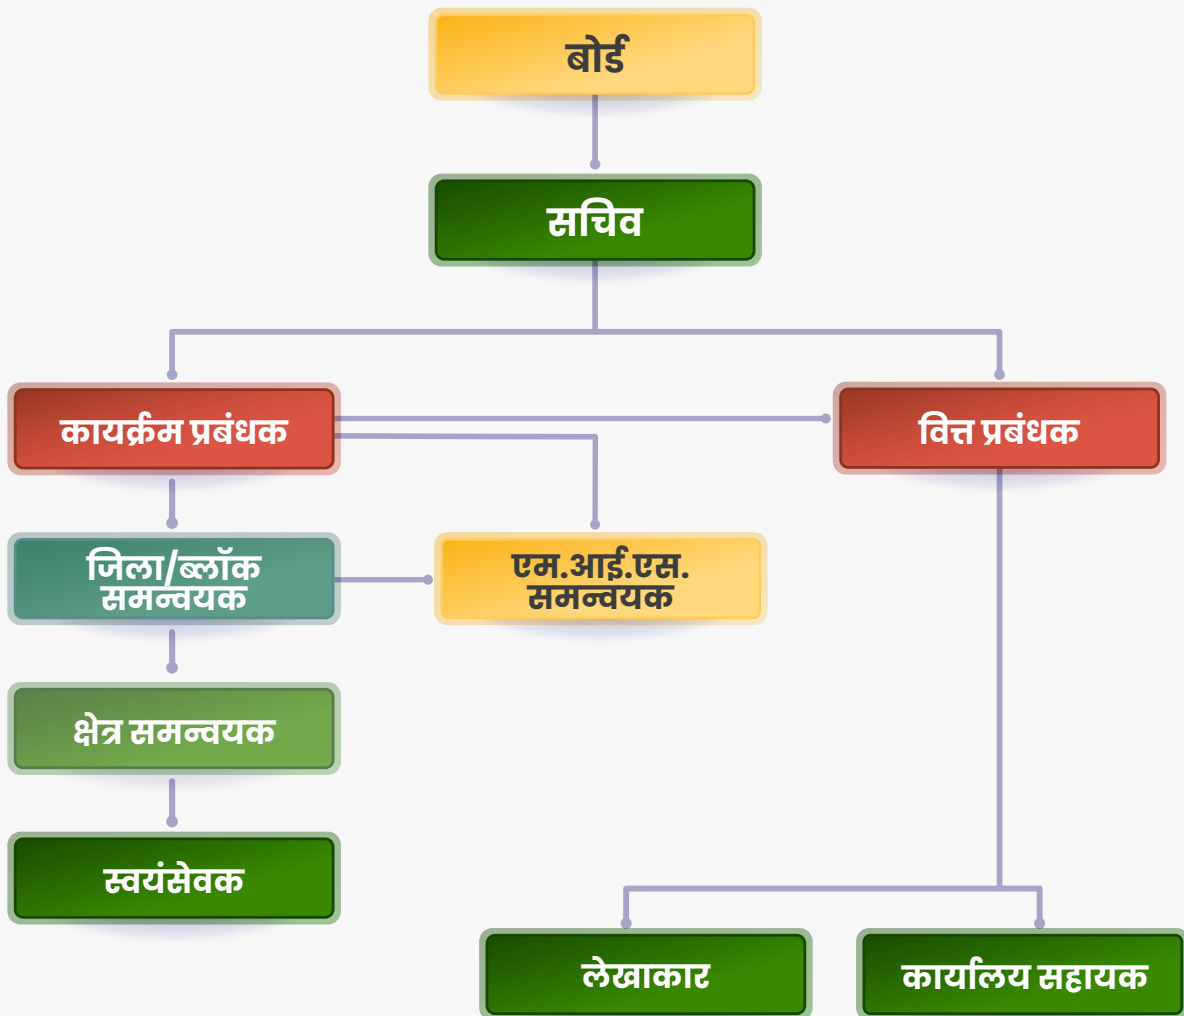 बोर्ड
सचिव
कायर्क्रम प्रबंधक
वित्त प्रबंधक
जिला/ब्लॉक
समन्वयक
एम.आई.एस.
समन्वयक
क्षेत्र समन्वयक
स्वयंसेवक
लेखाकार
कार्यालय सहायक